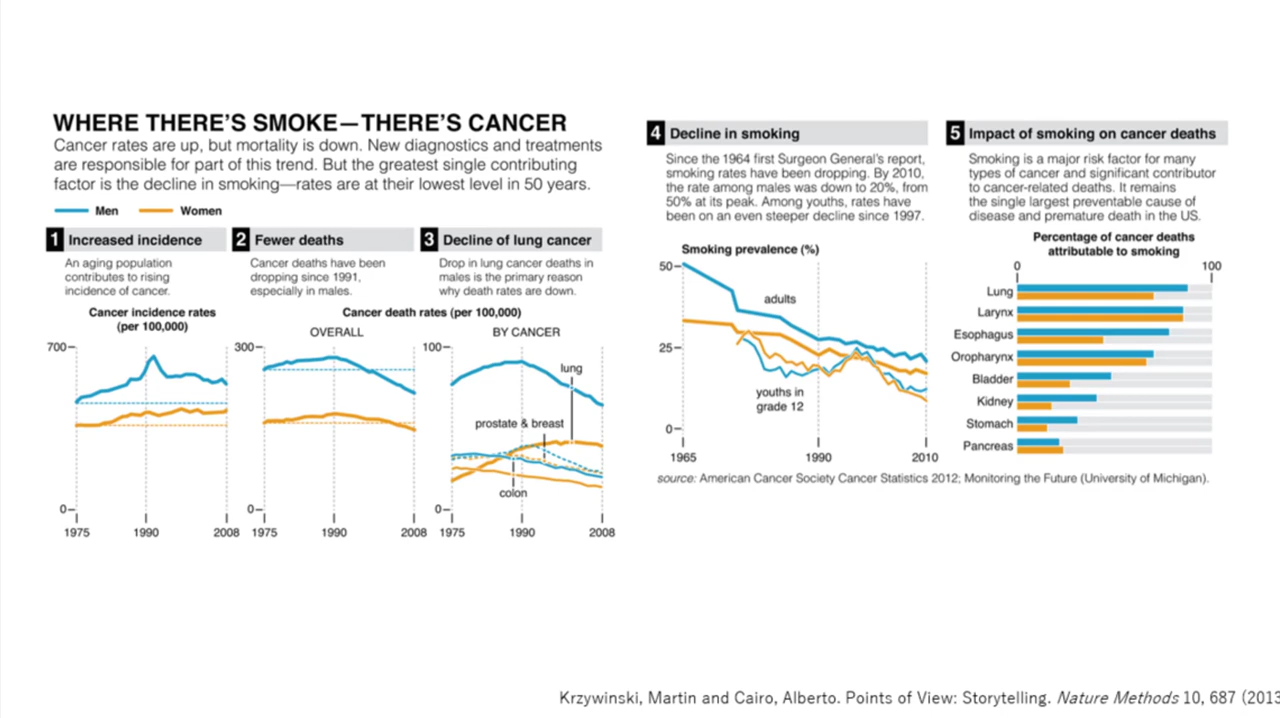 WHERE THERE'S SMOKE—THERE'S CANCER
Cancer rates are up, but mortality is down. New diagnostics and treatments
are responsible for part of this trend. But the greatest single contributing
factor is the decline in smoking—rates are at their lowest level in 50 years.
Men Women
1 Increased incidence
An aging population
contributes to rising
incidence of cancer.
Cancer incidence rates
(per 100,000)
700
0
1975 1990 2008
2 Fewer deaths
Cancer deaths have been
dropping since 1991,
especially in males.
3 Decline of lung cancer
Drop in lung cancer deaths in
males is the primary reason
why death rates are down.
Cancer death rates (per 100,000)
OVERALL
300
0
1975 1990 2008
BY CANCER
100
lung
prostate & breast
colon
0
1975 1990 2008
4 Decline in smoking
Since the 1964 first Surgeon General's report,
smoking rates have been dropping. By 2010,
the rate among males was down to 20%, from
50% at its peak. Among youths, rates have
been on an even steeper decline since 1997.
Smoking prevalence (%)
50
adults
25
youths in
grade 12
0
1965 1990 2010
5 Impact of smoking on cancer deaths
Smoking is a major risk factor for many
types of cancer and significant contributor
to cancer-related deaths. It remains
the single largest preventable cause of
disease and premature death in the US.
Percentage of cancer deaths
attributable to smoking
0 100
Lung
Larynx
Esophagus
Oropharynx
Bladder
Kidney
Stomach
Pancreas
source: American Cancer Society Cancer Statistics 2012; Monitoring the Future (University of Michigan).
Krzywinski, Martin and Cairo, Alberto. Points of View: Storytelling. Nature Methods 10, 687 (2013